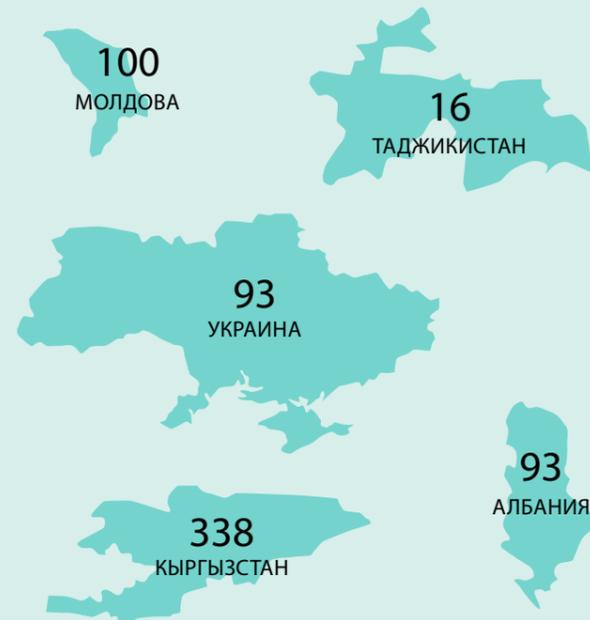 100
МОЛДОВА
16
ТАДЖИКИСТАН
93
УКРАИНА
93
АЛБАНИЯ
338
КЫРГЫЗСТАН